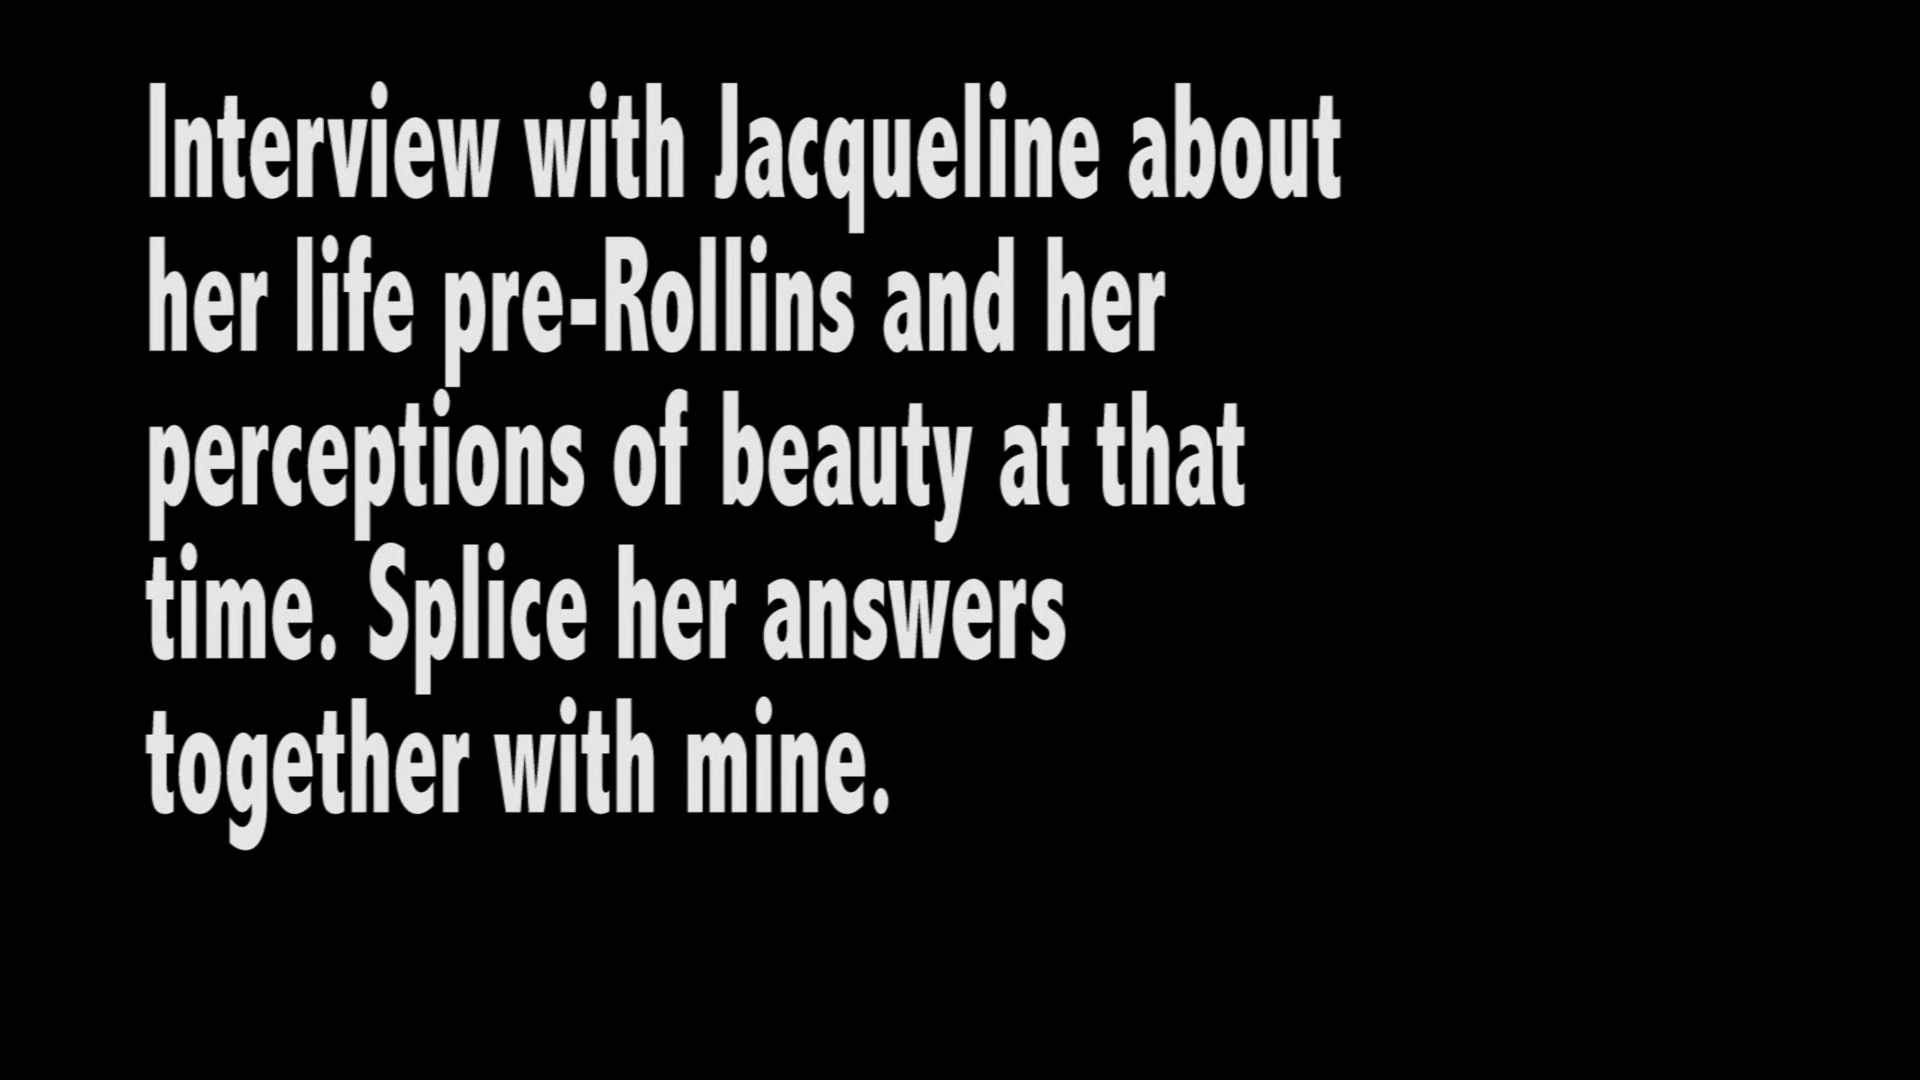 Interview with Jacqueline about
her life pre-Rollins and her
perceptions of beauty at that
time. Splice her answers
together with mine.